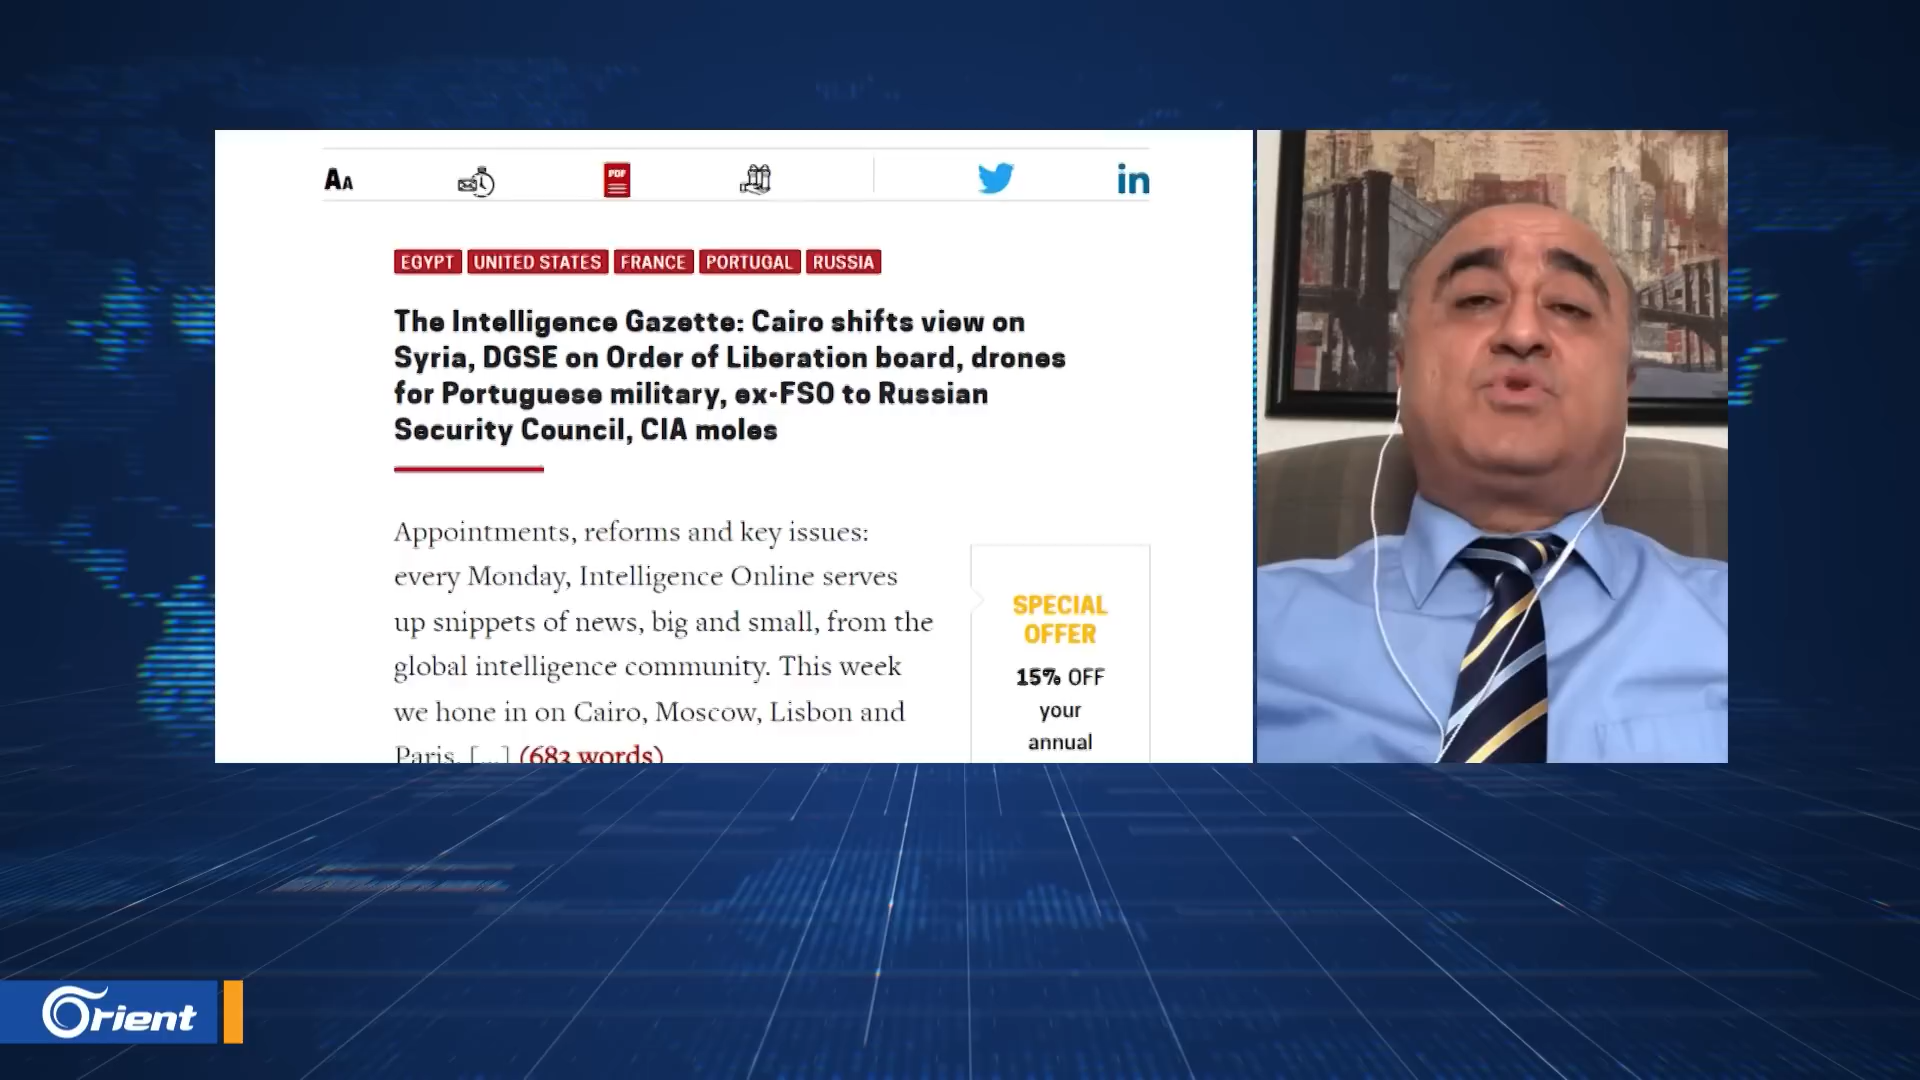 AA
PDF
in
EGYPT UNITED STATES FRANCE PORTUGAL RUSSIA
The Intelligence Gazette: Cairo shifts view on
Syria, DGSE on Order of Liberation board, drones
for Portuguese military, ex-FSO to Russian
Security Council, CIA moles
Appointments, reforms and key issues:
every Monday, Intelligence Online serves
up snippets of news, big and small, from the
global intelligence community. This week
we hone in on Cairo, Moscow, Lisbon and
Paris. [...] (683 words)
SPECIAL
OFFER
15% OFF
your
annual
Orient